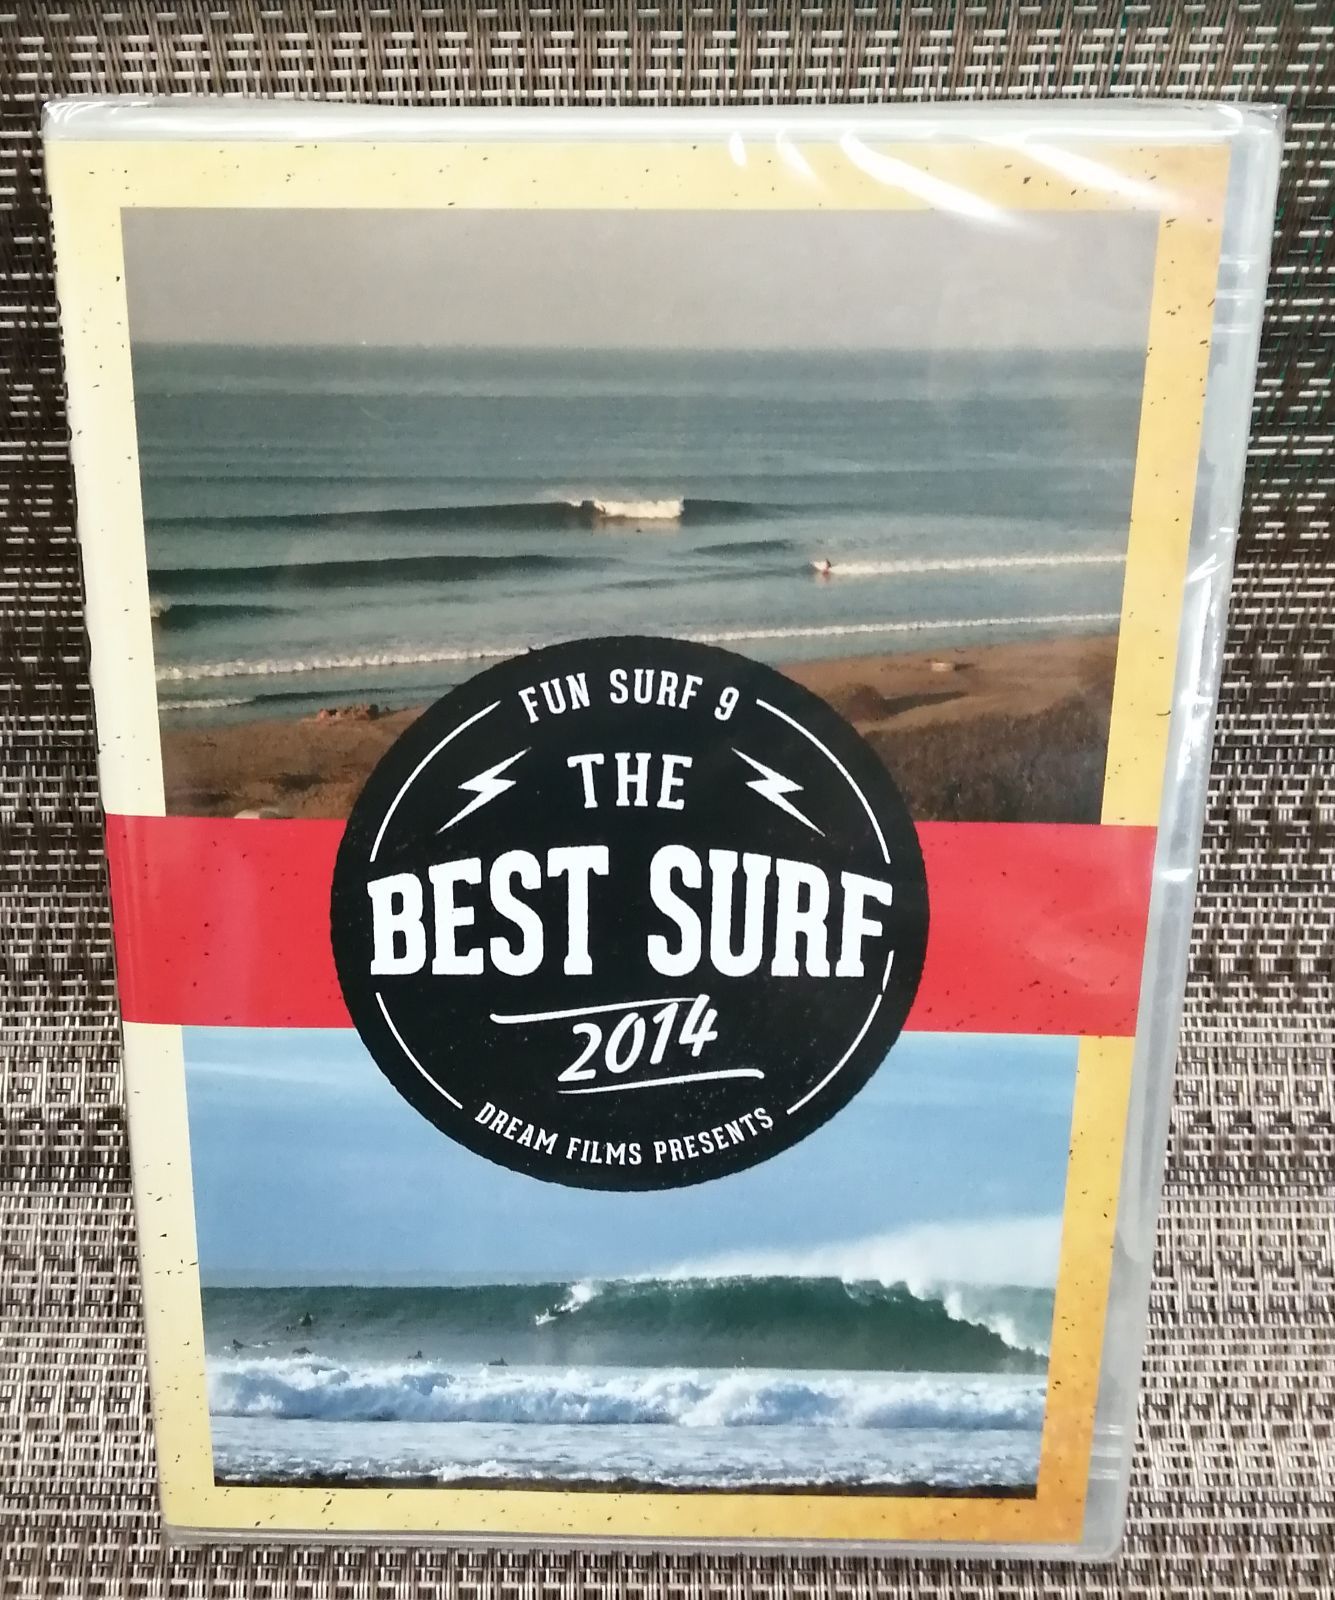 FUN SURF 9
THE
BEST SURF
2014
DREAM FILMS PRESENTS